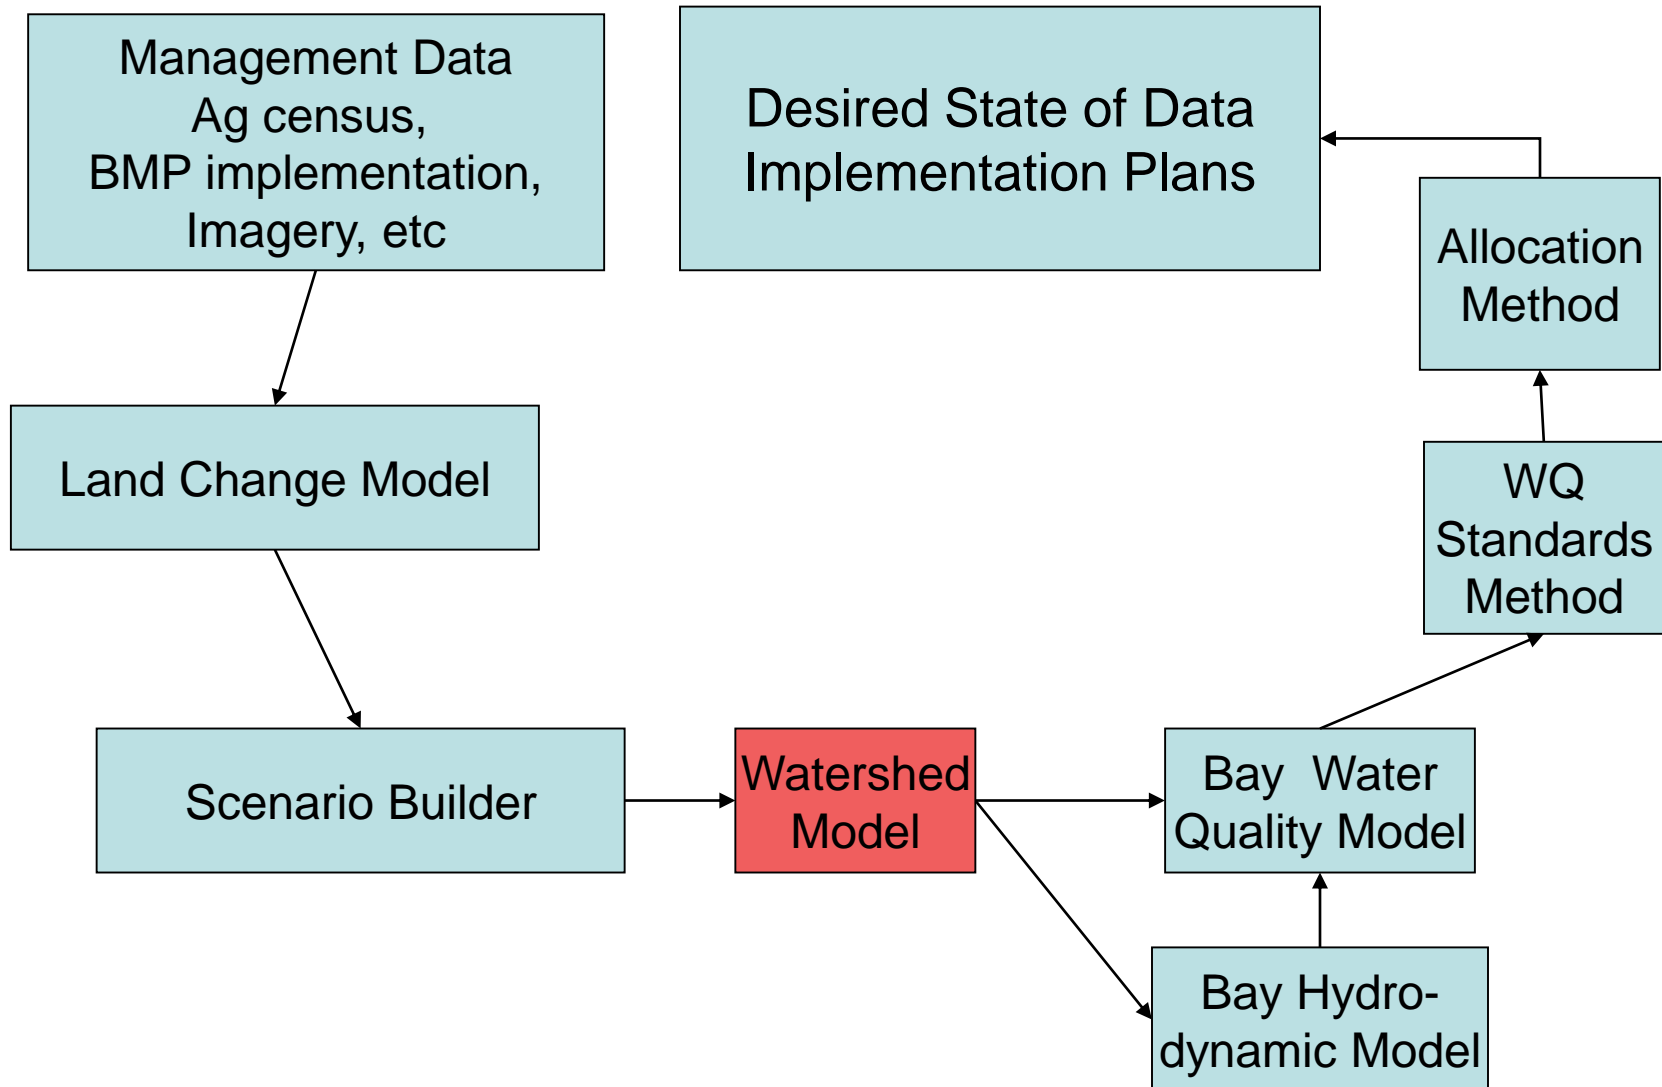 Management Data
Ag census,
BMP implementation,
Imagery, etc
Desired State of Data
Implementation Plans
Allocation
Method
Land Change Model
WQ
Standards
Method
Scenario Builder
Watershed
Model
Bay Water
Quality Model
Bay Hydro-
dynamic Model